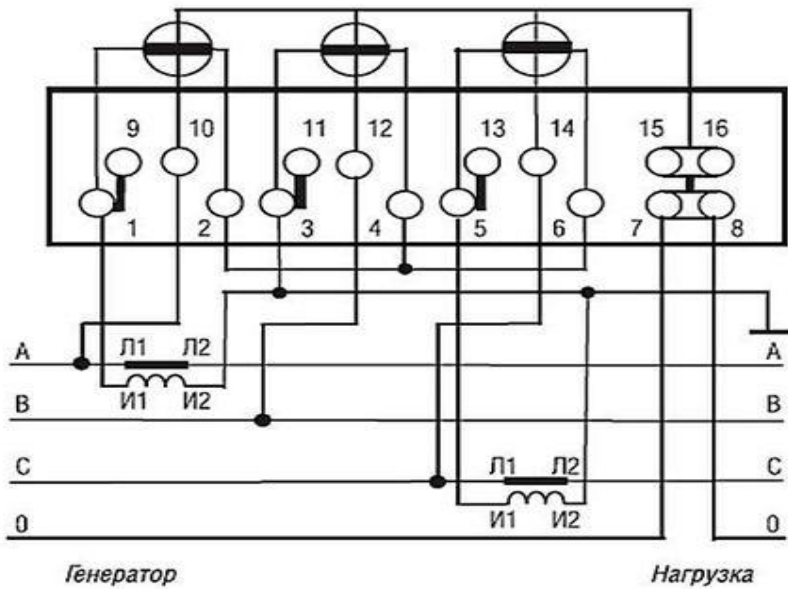 9 10 11 12 13 14 15 16
1 2 3 4 5 6 7 8
А Л1 Л2 А
И1 И2
В В
С Л1 Л2 С
И1 И2
0 0
Генератор Нагрузка